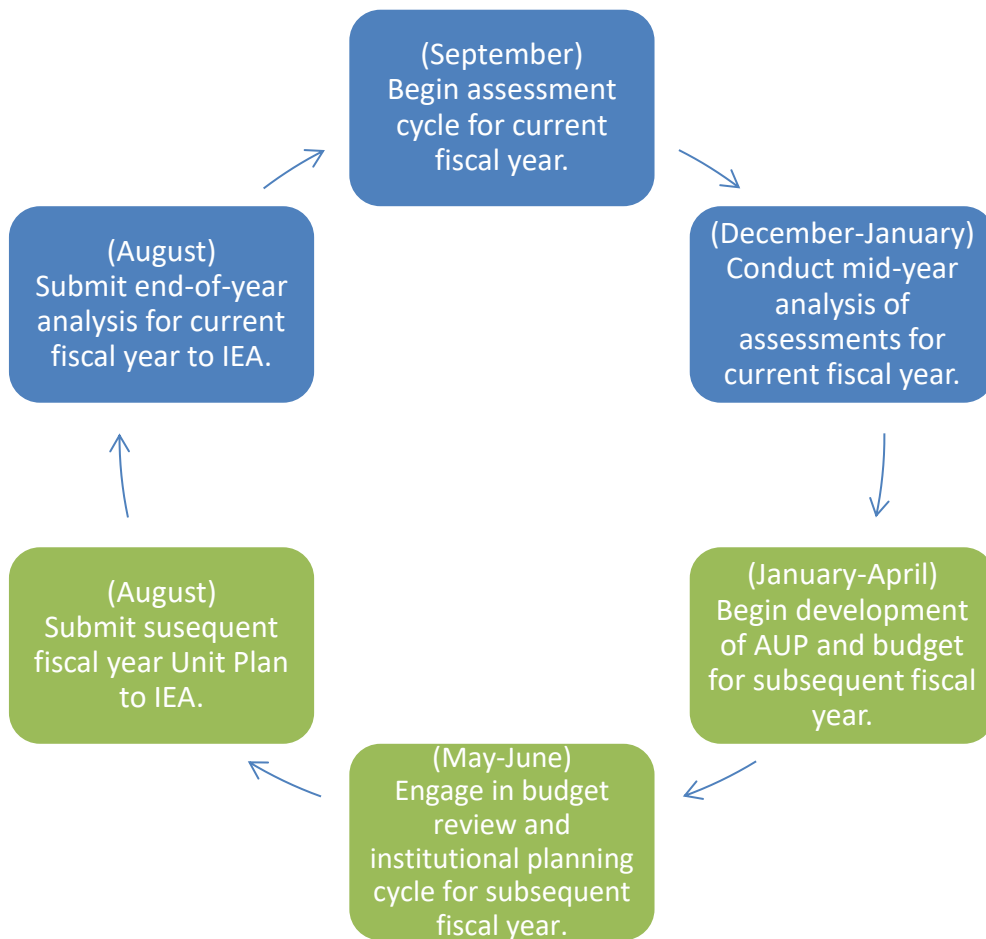 (September)
Begin assessment
cycle for current
fiscal year.
(December-January)
Conduct mid-year
analysis of
assessments for
current fiscal year.
(January-April)
Begin development
of AUP and budget
for subsequent fiscal
year.
(May-June)
Engage in budget
review and
institutional planning
cycle for subsequent
fiscal year.
(August)
Submit susequent
fiscal year Unit Plan
to IEA.
(August)
Submit end-of-year
analysis for current
fiscal year to IEA.